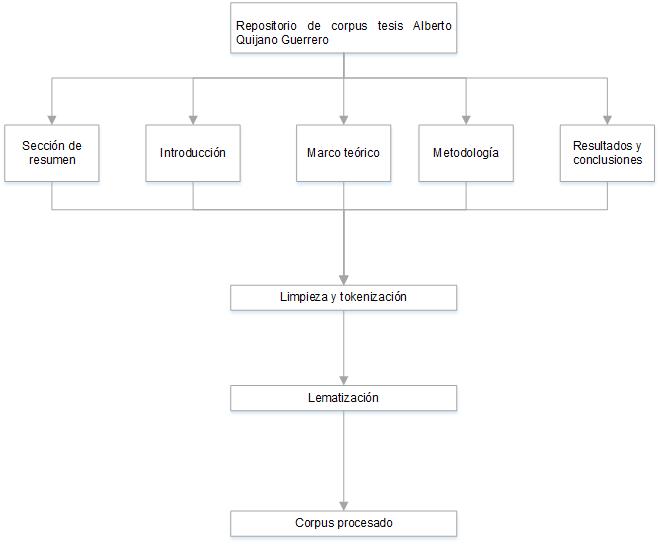 Repositorio de corpus tesis Alberto
Quijano Guerrero
Sección de
resumen
Introducción
Marco teórico
Metodología
Resultados y
conclusiones
Limpieza y tokenización
Lematización
Corpus procesado